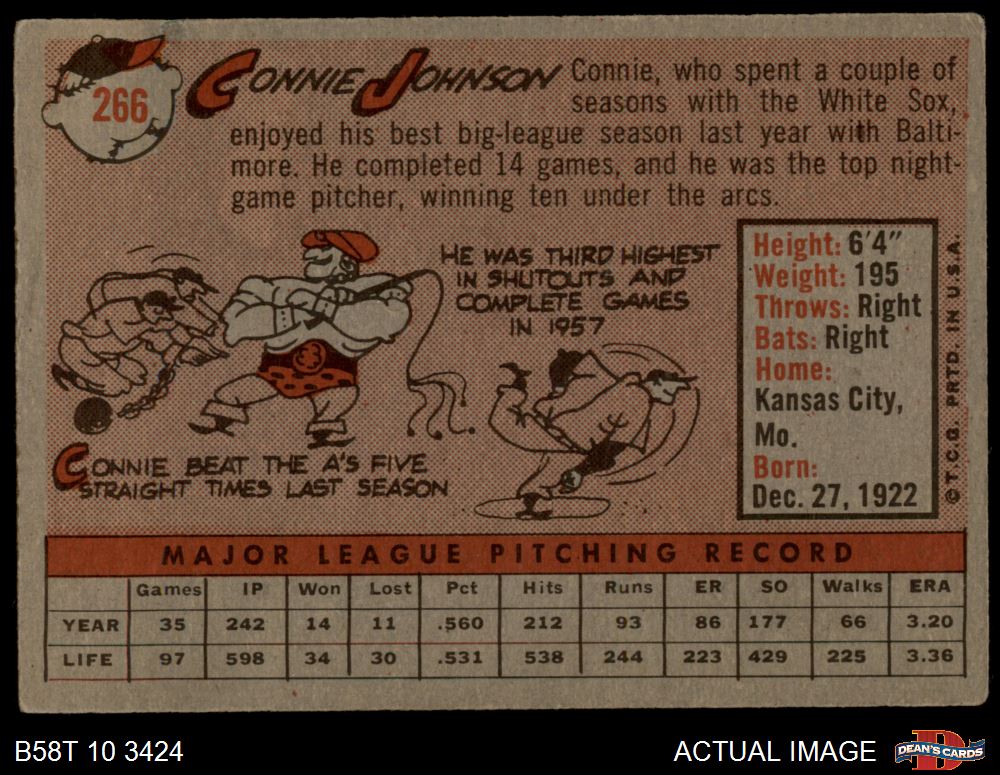 266
CONNIE JOHNSON
Connie, who spent a couple of
seasons with the White Sox,
enjoyed his best big-league season last year with Balti-
more. He completed 14 games, and he was the top night-
game pitcher, winning ten under the arcs.
HE WAS THIRD HIGHEST
IN SHUTOUTS AND
COMPLETE GAMES
IN 1957
CONNIE BEAT THE A'S FIVE
STRAIGHT TIMES LAST SEASON
Height: 6'4"
Weight: 195
Throws: Right
Bats: Right
Home:
Kansas City,
Mo.
Born:
Dec. 27, 1922
© T.C.G. PRTD. IN U.S.A.
MAJOR LEAGUE PITCHING RECORD
Games IP Won Lost Pct Hits Runs ER SO Walks ERA
YEAR 35 242 14 11 .560 212 93 86 177 66 3.20
LIFE 97 598 34 30 .531 538 244 223 429 225 3.36
B58T 10 3424
ACTUAL IMAGE
D
DEAN'S CARDS